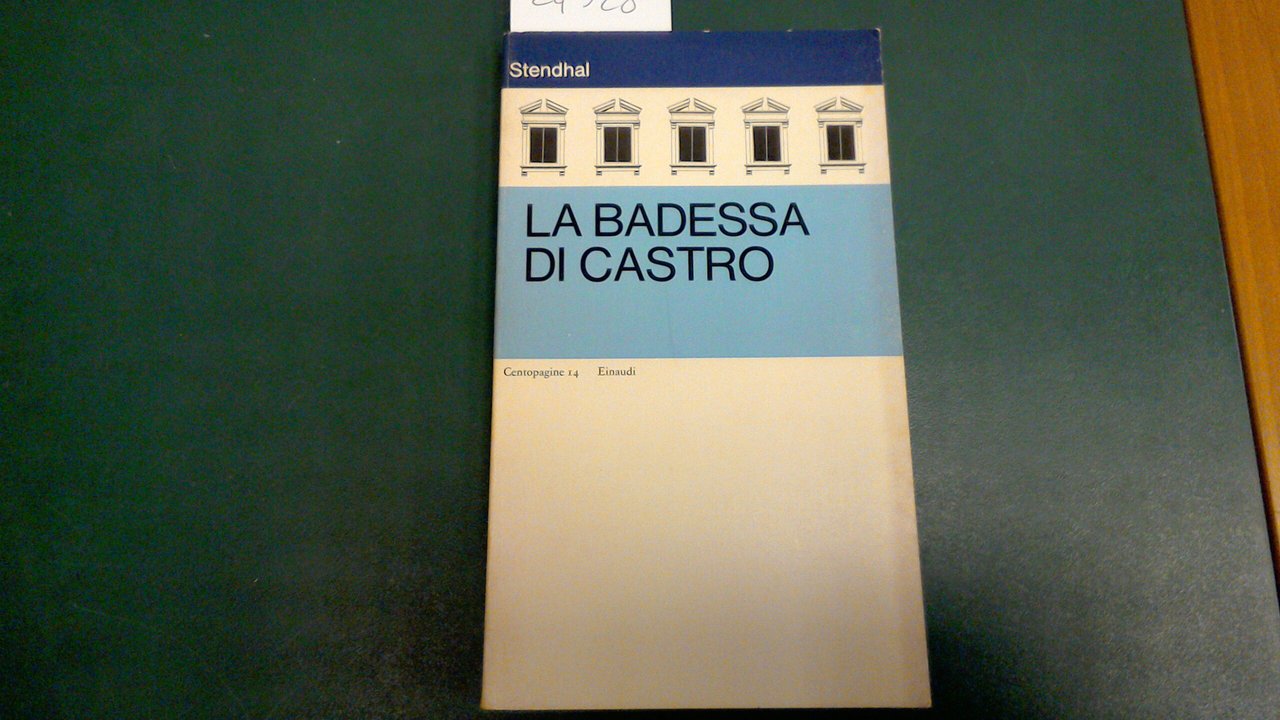 Stendhal
LA BADESSA
DI CASTRO
Centopagine 14 Einaudi